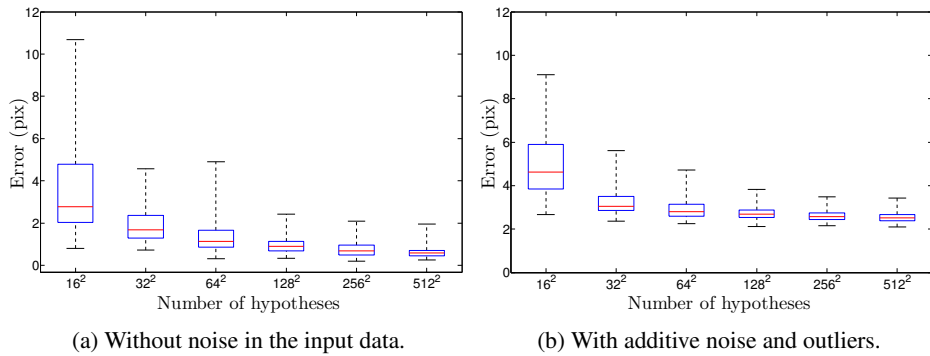 12
10
8
6
4
2
0
Error (pix)
16² 32² 64² 128² 256² 512²
Number of hypotheses
(a) Without noise in the input data.
12
10
8
6
4
2
0
Error (pix)
16² 32² 64² 128² 256² 512²
Number of hypotheses
(b) With additive noise and outliers.